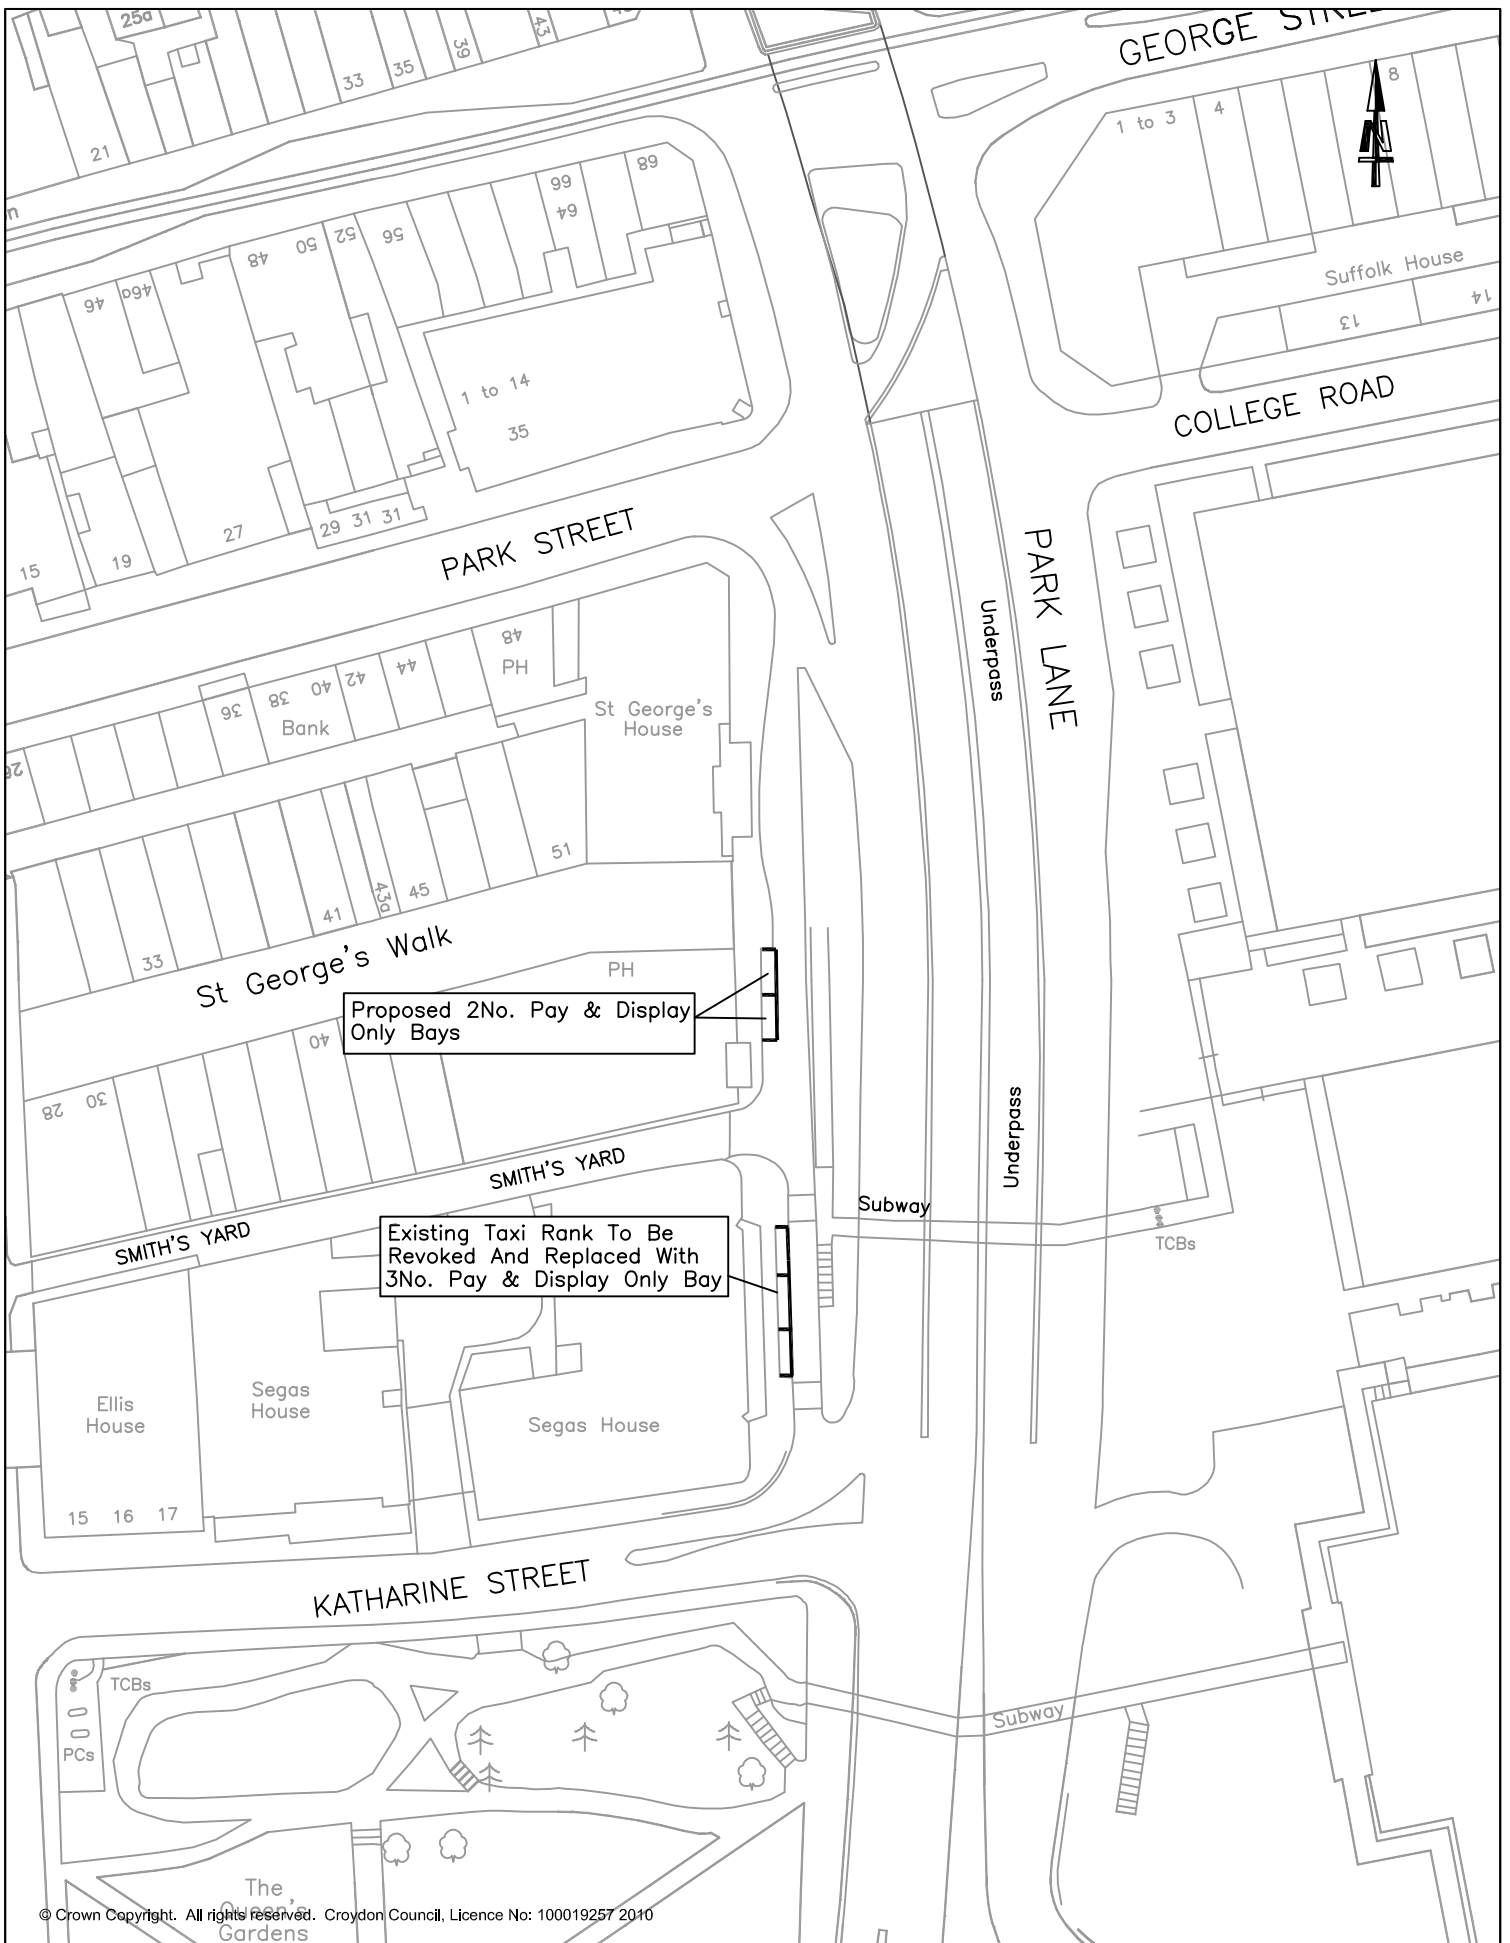 25a
43
39
35
33
21
GEORGE
1 to 3
4
8
N
68
66
64
56
52
50
48
46a
46
Suffolk House
13
14
1 to 14
35
COLLEGE ROAD
PARK STREET
15
19
27
29
31
31
PARK LANE
Underpass
48
PH
44
42
40
38
36
Bank
26
St George's
House
51
45
43a
41
33
St George's Walk
PH
Proposed 2No. Pay & Display
Only Bays
40
30
28
Underpass
SMITH'S YARD
SMITH'S YARD
Subway
TCBs
Existing Taxi Rank To Be
Revoked And Replaced With
3No. Pay & Display Only Bay
Ellis
House
Segas
House
Segas House
15
16
17
KATHARINE STREET
TCBs
PCs
Subway
The
Queen's
Gardens
© Crown Copyright. All rights reserved. Croydon Council, Licence No: 100019257 2010